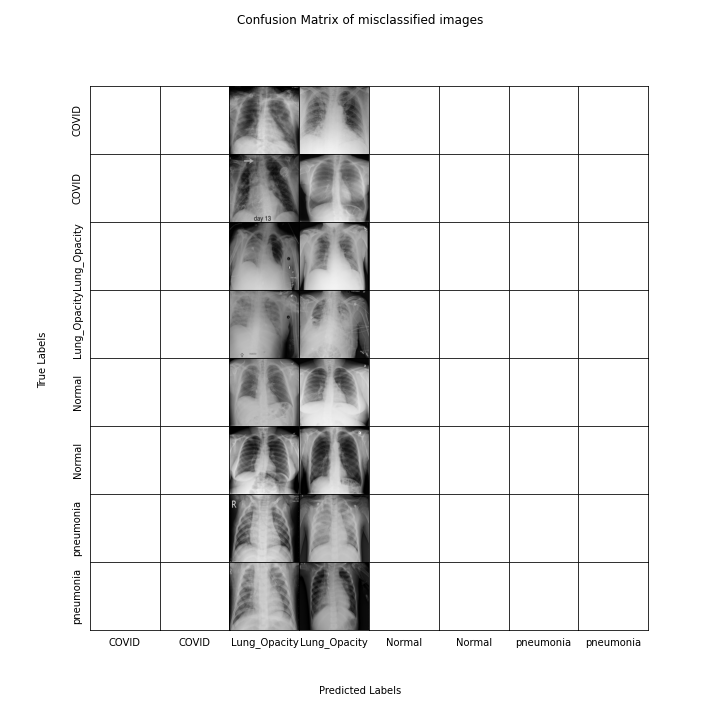 Confusion Matrix of misclassified images
COVID
COVID
Lung_Opacity
Lung_Opacity
Normal
Normal
pneumonia
pneumonia
True Labels
day 13
R
COVID
COVID
Lung_Opacity
Lung_Opacity
Normal
Normal
pneumonia
pneumonia
Predicted Labels